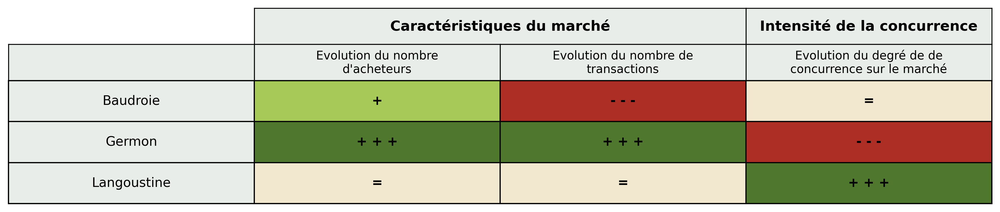 Caractéristiques du marché
Intensité de la concurrence
Evolution du nombre
d'acheteurs
Evolution du nombre de
transactions
Evolution du degré de de
concurrence sur le marché
Baudroie
+
- - -
=
Germon
+ + +
+ + +
- - -
Langoustine
=
=
+ + +